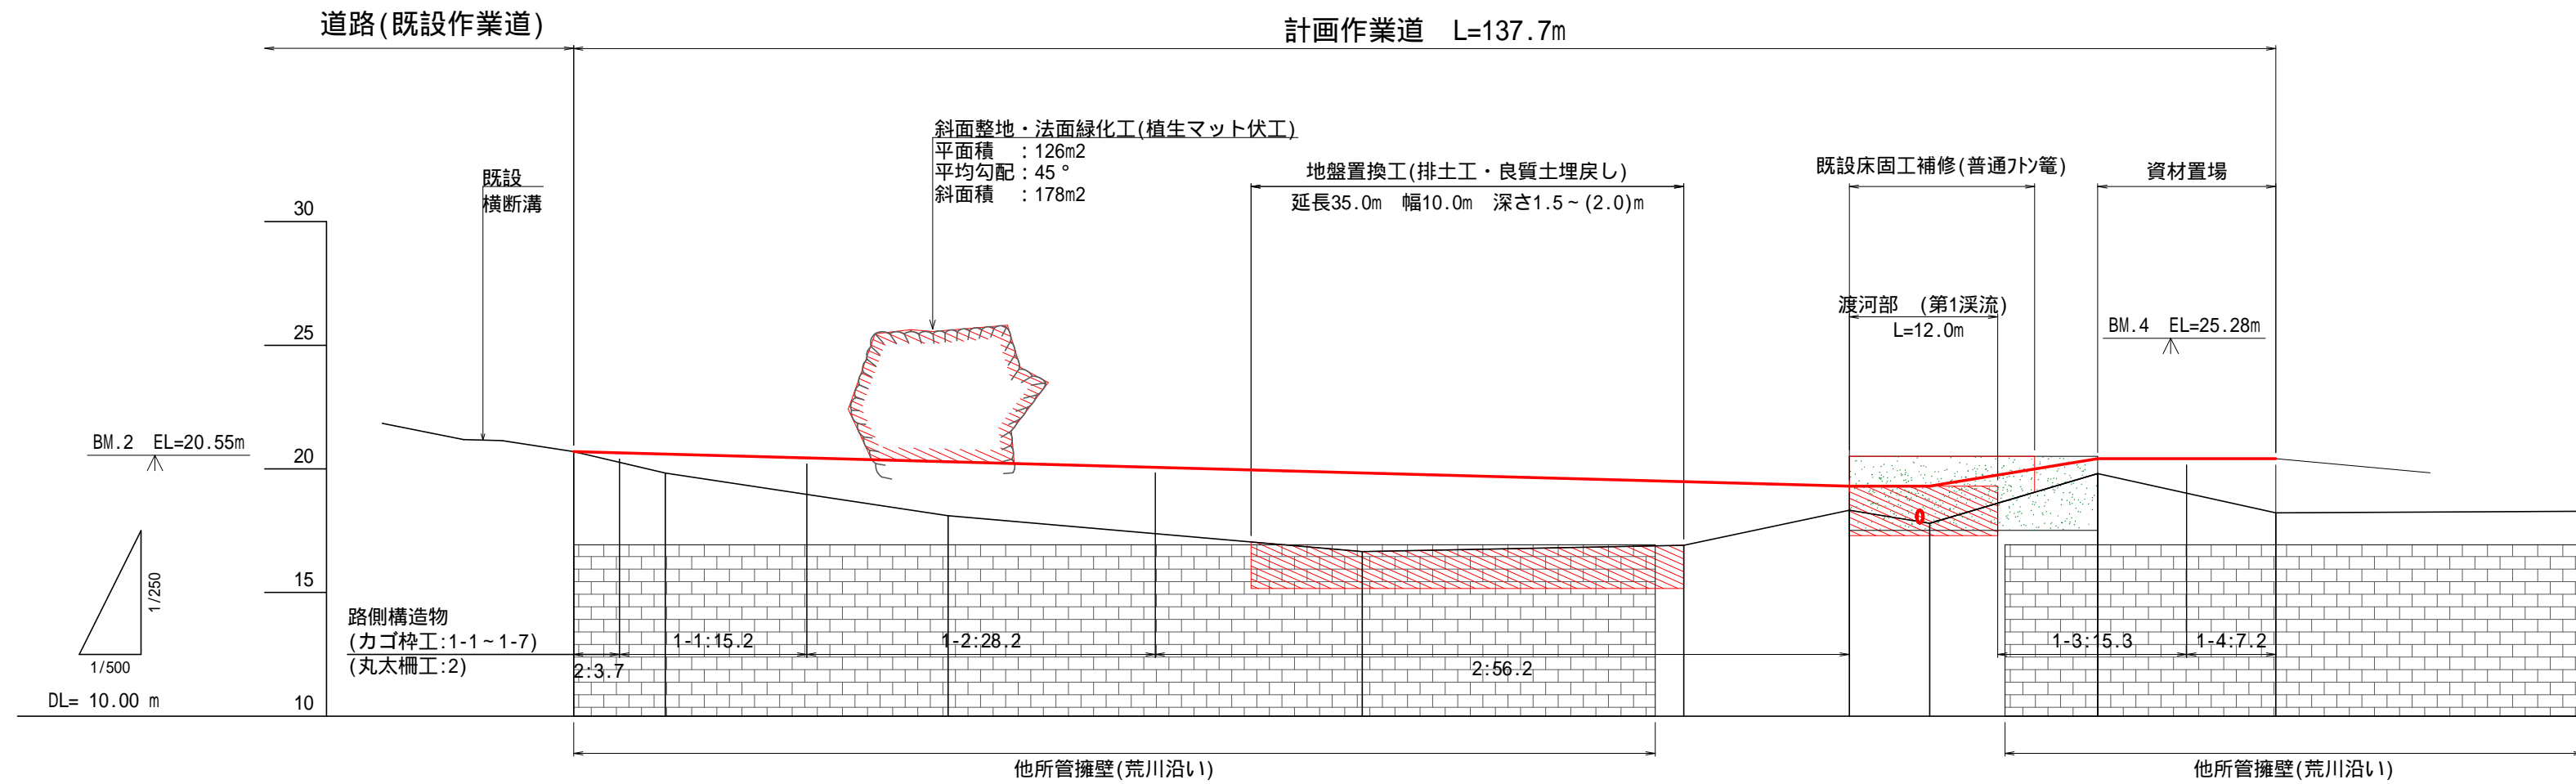 道路(既設作業道)
計画作業道　L=137.7m
斜面整地・法面緑化工(植生マット伏工)
平面積　：126m2
平均勾配：45°
斜面積　：178m2
既設
横断溝
地盤置換工(排土工・良質土埋戻し)
延長35.0m　幅10.0m　深さ1.5～(2.0)m
既設床固工補修(普通ﾌﾄﾝ篭)
資材置場
渡河部　(第1渓流)
L=12.0m
BM.4　EL=25.28m
BM.2　EL=20.55m
30
25
20
15
10
1/250
1/500
DL= 10.00 m
路側構造物
(カゴ枠工:1-1～1-7)
(丸太柵工:2)
2:3.7
1-1:15.2
1-2:28.2
2:56.2
1-3:15.3
1-4:7.2
0
他所管擁壁(荒川沿い)
他所管擁壁(荒川沿い)